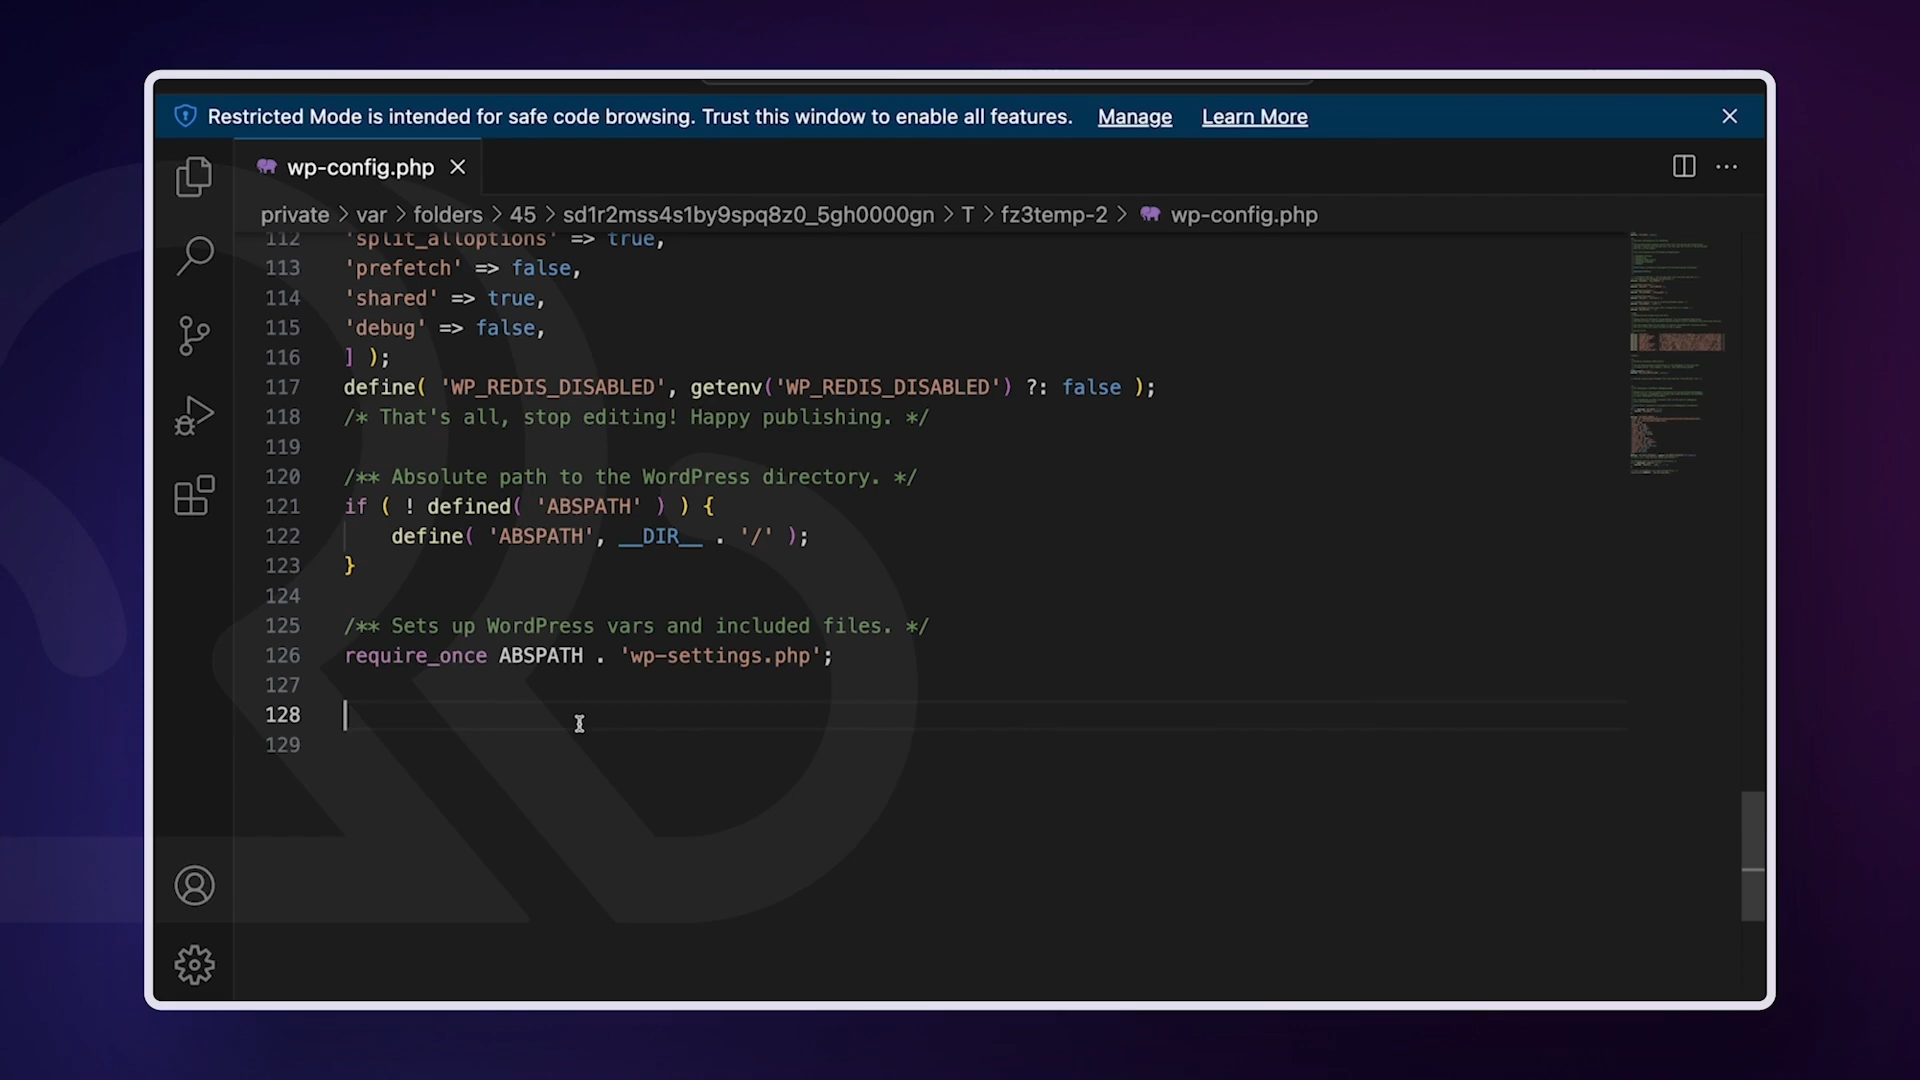 Restricted Mode is intended for safe code browsing. Trust this window to enable all features. Manage Learn More
wp-config.php
private > var > folders > 45 > sd1r2mss4s1by9spq8z0_5gh0000gn > T > fz3temp-2 > wp-config.php
112 'split_alloptions' => true,
113 'prefetch' => false,
114 'shared' => true,
115 'debug' => false,
116 ] );
117 define( 'WP_REDIS_DISABLED', getenv('WP_REDIS_DISABLED') ?: false );
118 /* That's all, stop editing! Happy publishing. */
119
120 /** Absolute path to the WordPress directory. */
121 if ( ! defined( 'ABSPATH' ) ) {
122     define( 'ABSPATH', __DIR__ . '/' );
123 }
124
125 /** Sets up WordPress vars and included files. */
126 require_once ABSPATH . 'wp-settings.php';
127
128
129